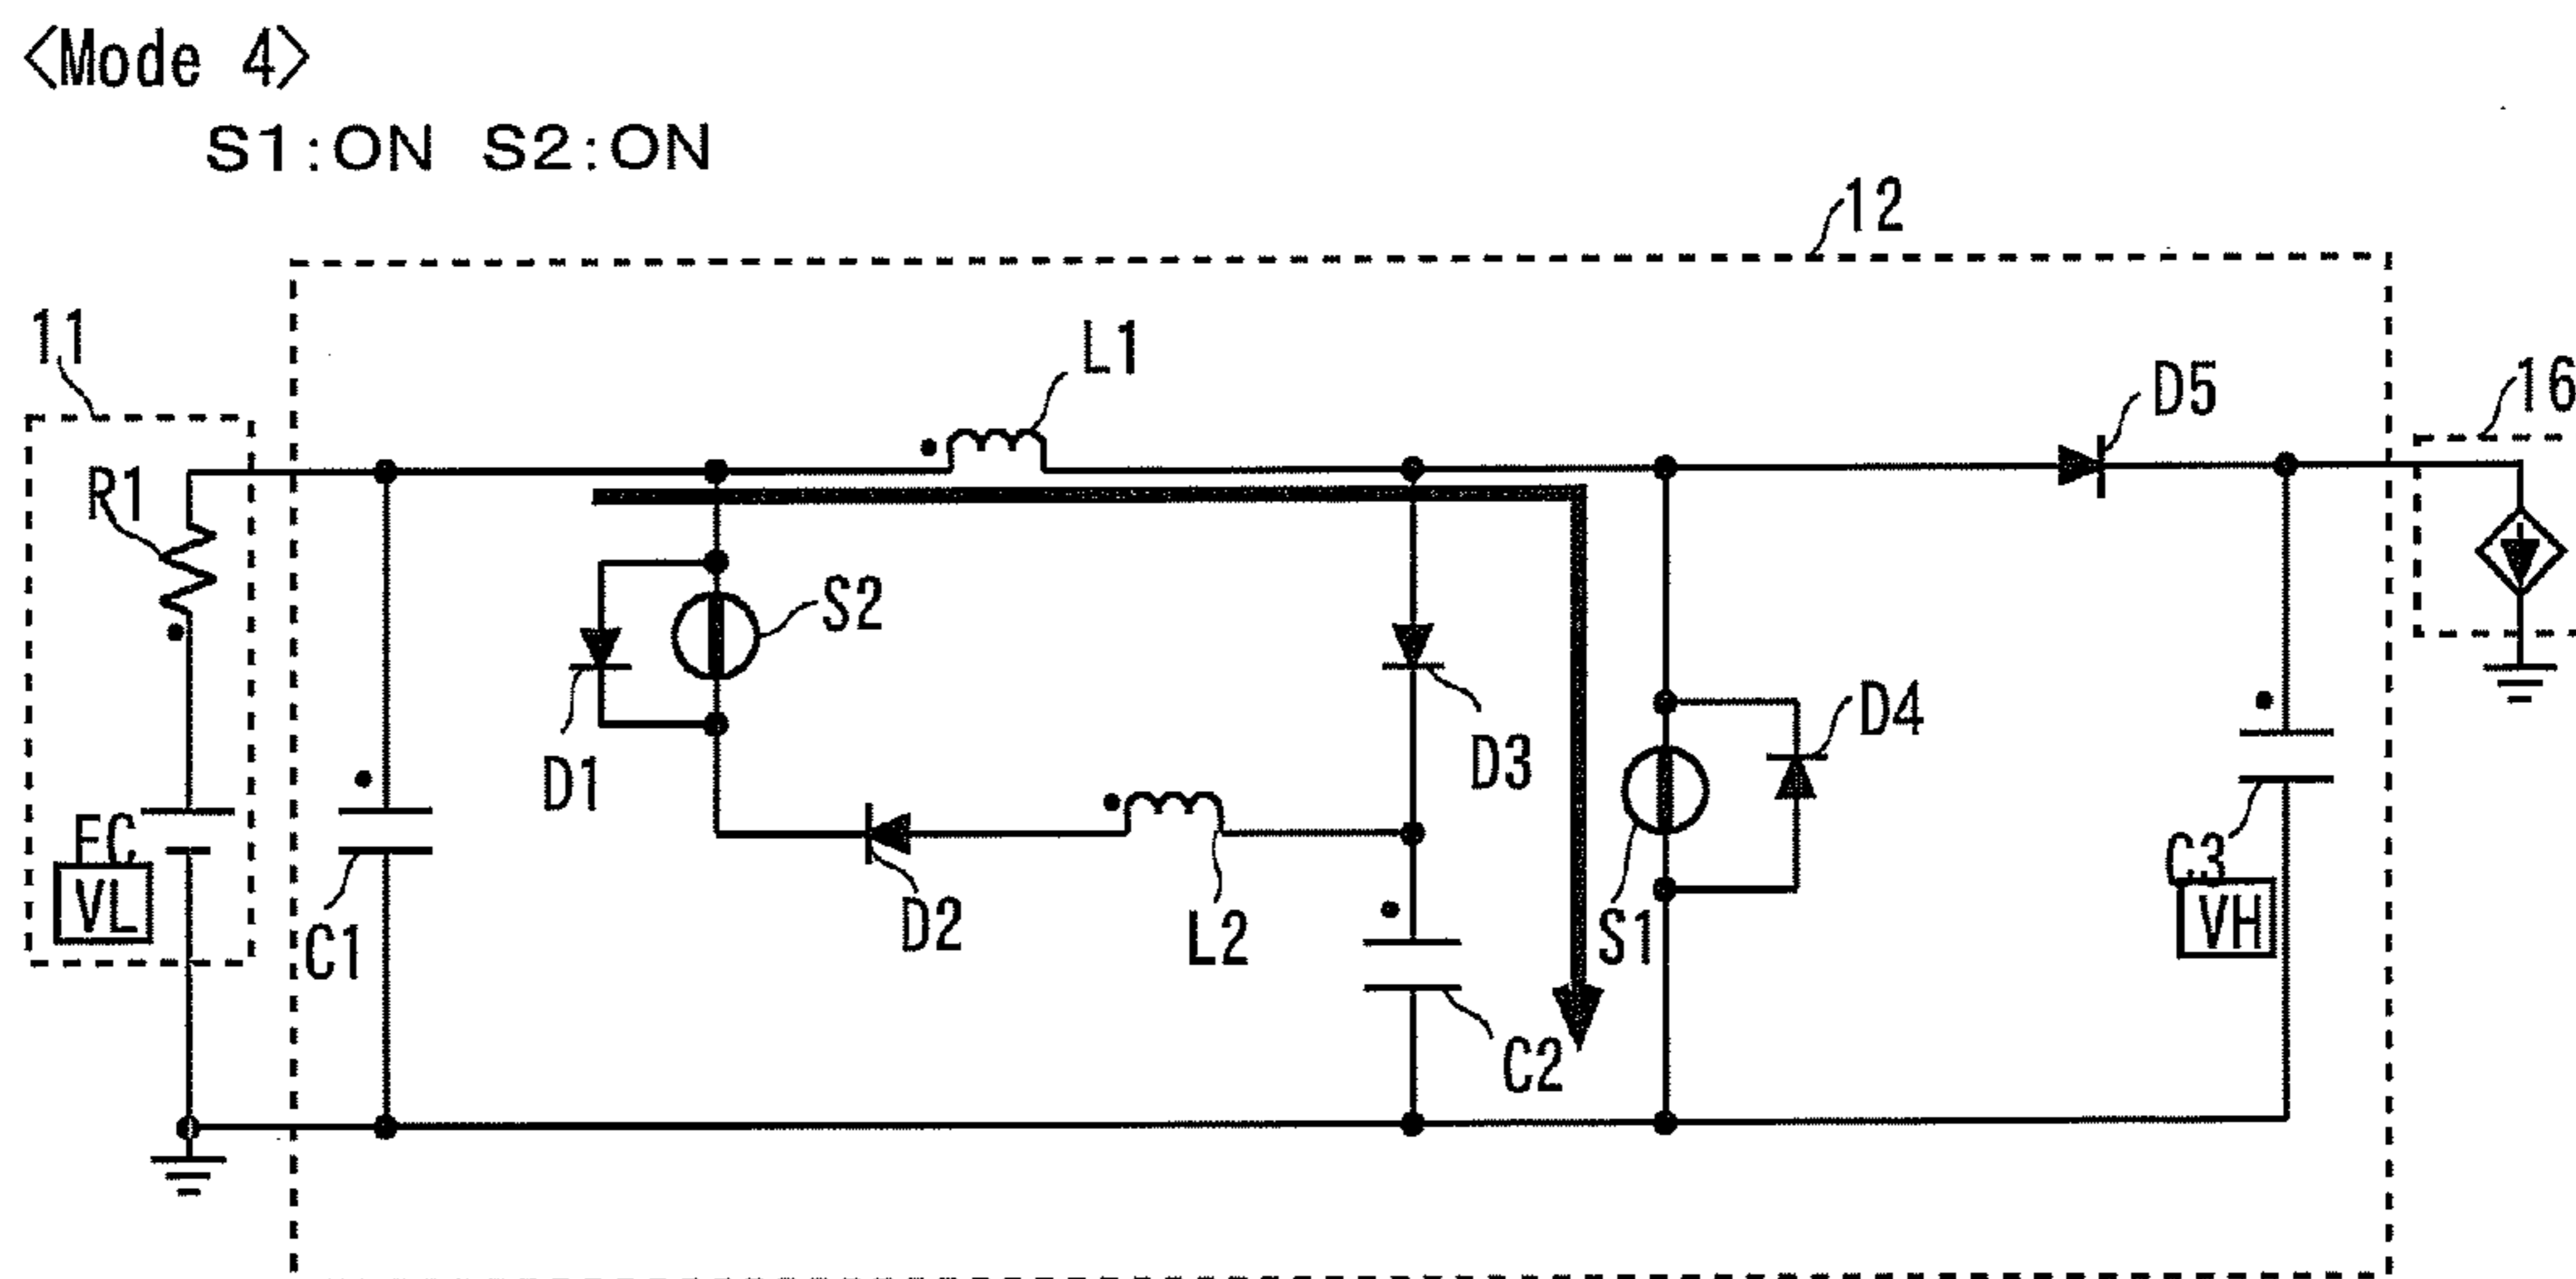 <Mode 4>
S1:ON S2:ON
12
11
L1
D5
16
R1
S2
D1
D3
D4
FC
VL
C1
D2
L2
S1
C3
VH
C2